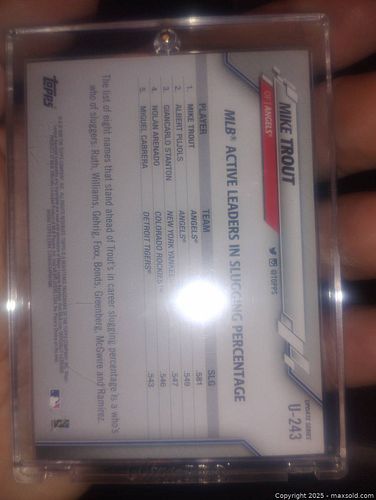 UPDATE SERIES
U-243
MIKE TROUT
OF | ANGELS®
@TOPPS
MLB® ACTIVE LEADERS IN SLUGGING PERCENTAGE
PLAYER TEAM SLG
1. MIKE TROUT ANGELS® .581
2. ALBERT PUJOLS ANGELS® .549
3. GIANCARLO STANTON NEW YORK YANKEES .547
4. NOLAN ARENADO COLORADO ROCKIES™ .546
5. MIGUEL CABRERA DETROIT TIGERS® .543
The list of eight names that stand ahead of Trout's in career slugging percentage is a who's
who of sluggers: Ruth, Williams, Gehrig, Foxx, Bonds, Greenberg, McGwire and Ramirez.
TOPPS
Copyright 2025 - maxsold.com